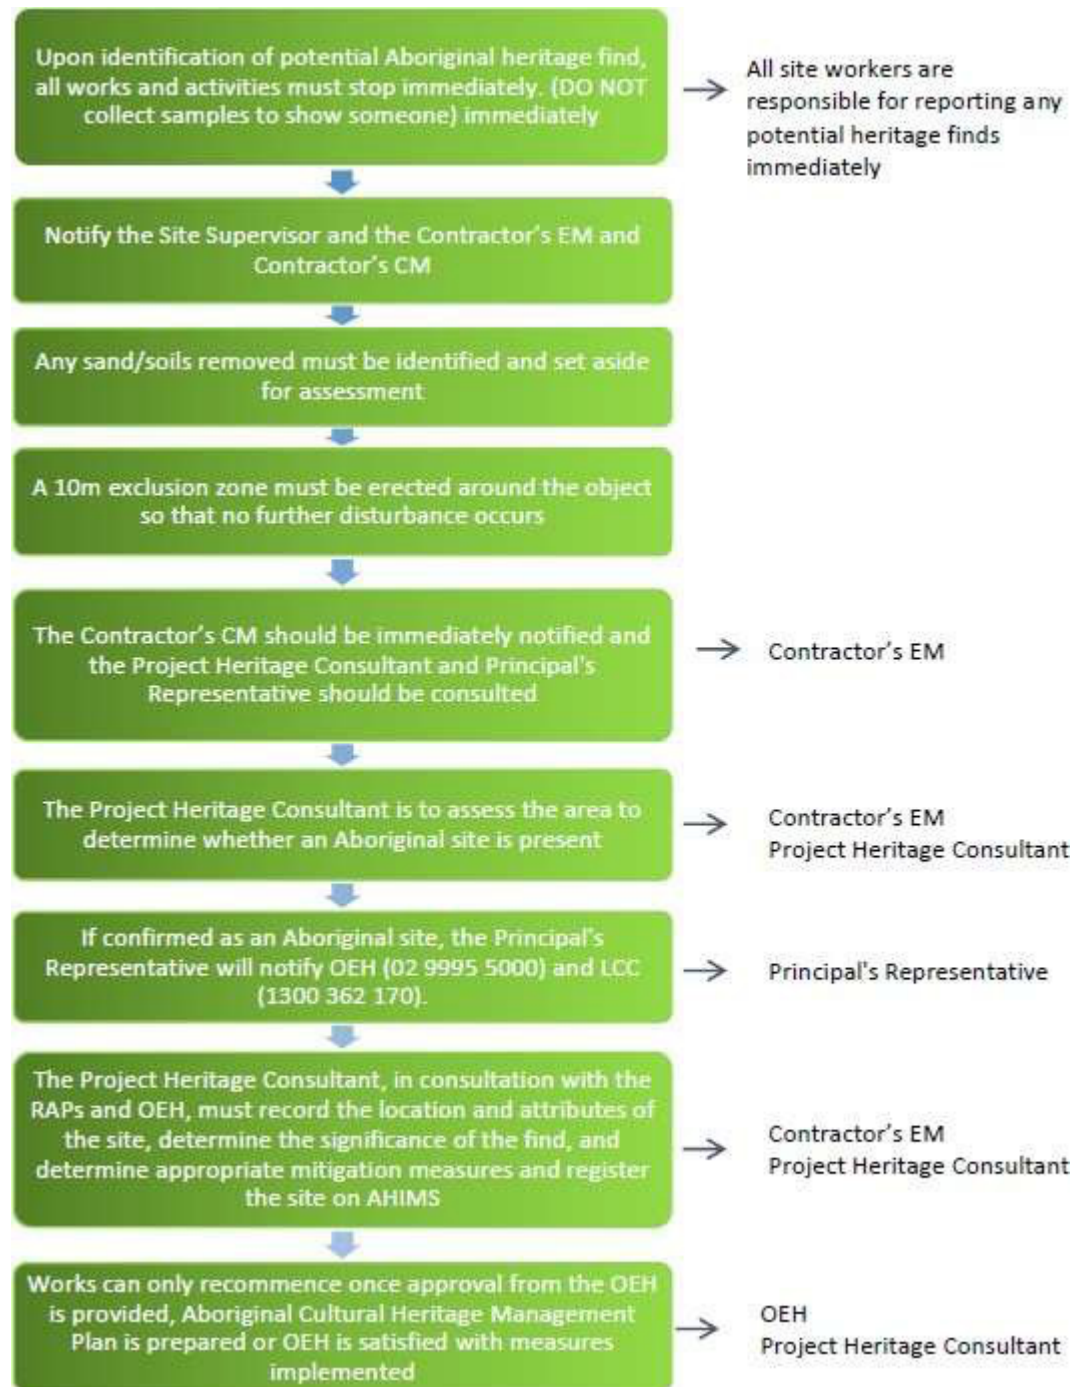 Upon identification of potential Aboriginal heritage find,
all works and activities must stop immediately. (DO NOT
collect samples to show someone) immediately
All site workers are
responsible for reporting any
potential heritage finds
immediately
Notify the Site Supervisor and the Contractor's EM and
Contractor's CM
Any sand/soils removed must be identified and set aside
for assessment
A 10m exclusion zone must be erected around the object
so that no further disturbance occurs
The Contractor's CM should be immediately notified and
the Project Heritage Consultant and Principal's
Representative should be consulted
Contractor's EM
The Project Heritage Consultant is to assess the area to
determine whether an Aboriginal site is present
Contractor's EM
Project Heritage Consultant
If confirmed as an Aboriginal site, the Principal's
Representative will notify OEH (02 9995 5000) and LCC
(1300 362 170).
Principal's Representative
The Project Heritage Consultant, in consultation with the
RAPs and OEH, must record the location and attributes of
the site, determine the significance of the find, and
determine appropriate mitigation measures and register
the site on AHIMS
Contractor's EM
Project Heritage Consultant
Works can only recommence once approval from the OEH
is provided, Aboriginal Cultural Heritage Management
Plan is prepared or OEH is satisfied with measures
implemented
OEH
Project Heritage Consultant